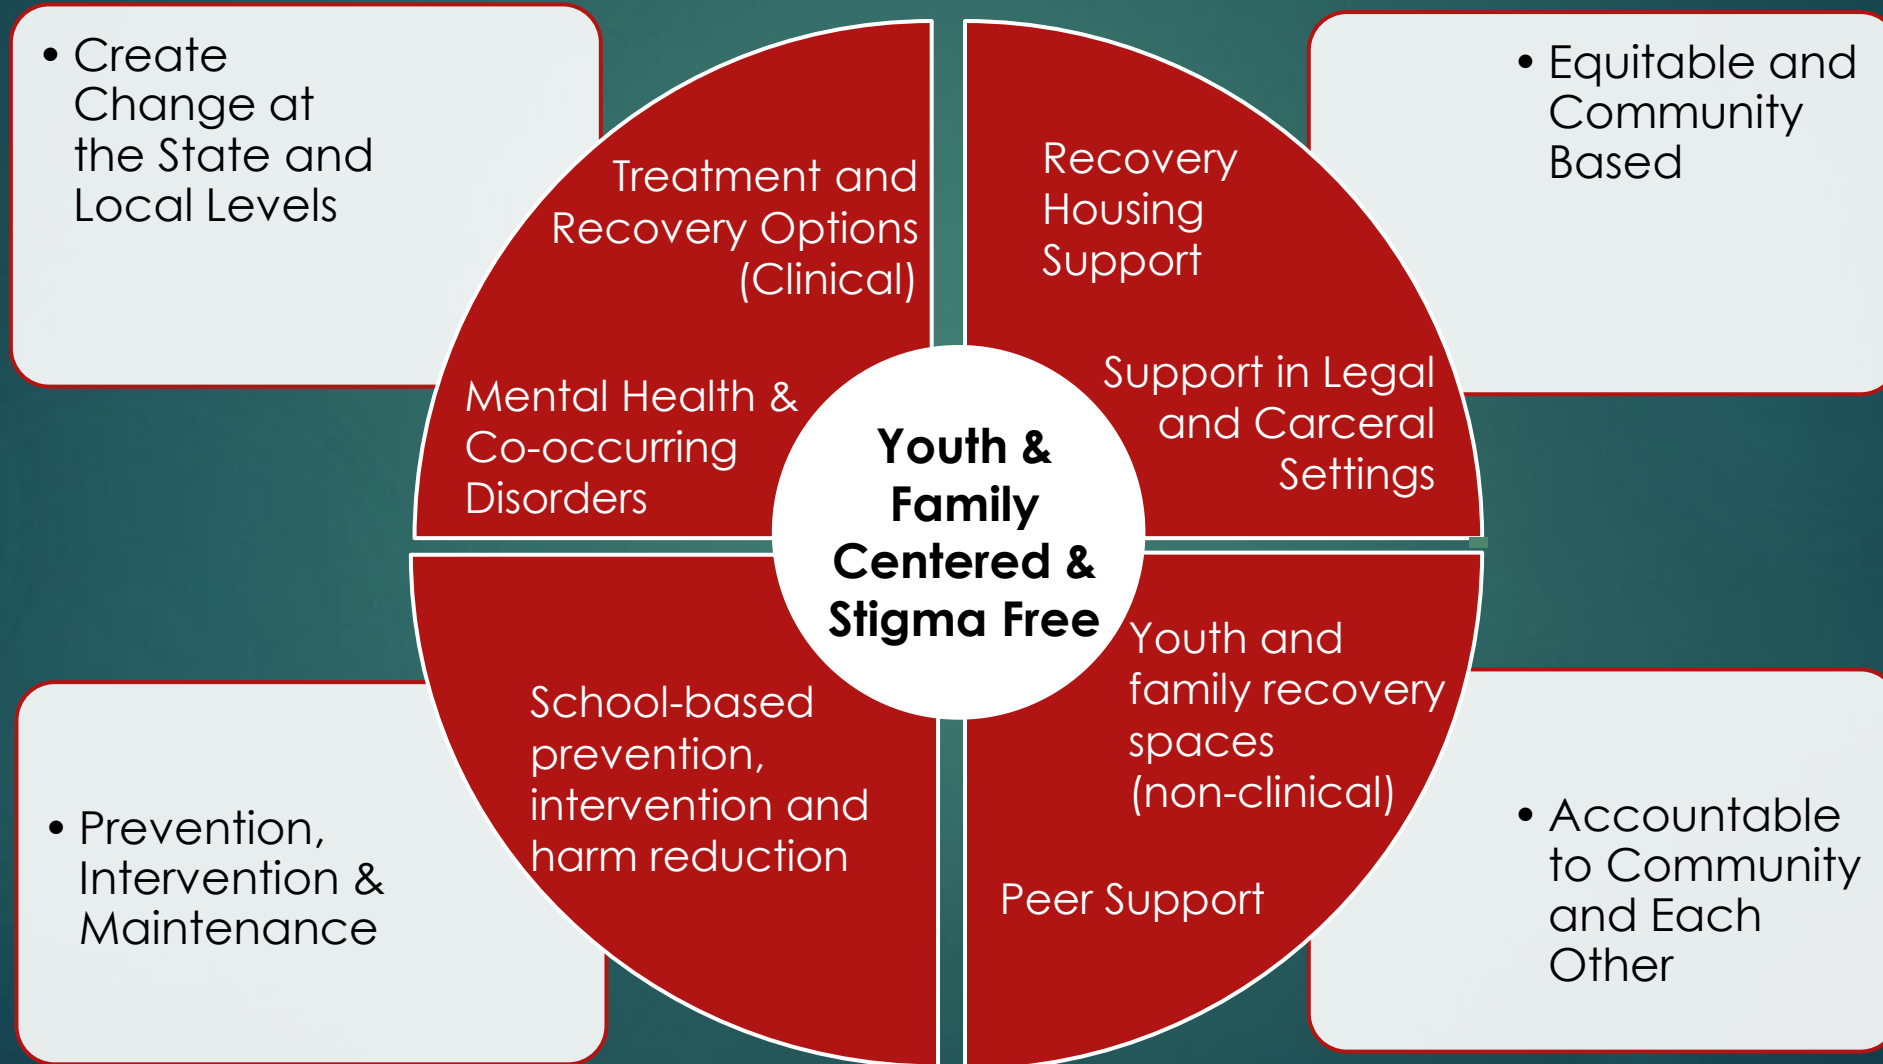 • Create
Change at
the State and
Local Levels
Treatment and
Recovery Options
(Clinical)
Mental Health &
Co-occurring
Disorders
Recovery
Housing
Support
Support in Legal
and Carceral
Settings
• Equitable and
Community
Based
Youth &
Family
Centered &
Stigma Free
• Prevention,
Intervention &
Maintenance
School-based
prevention,
intervention and
harm reduction
Youth and
family recovery
spaces
(non-clinical)
Peer Support
• Accountable
to Community
and Each
Other